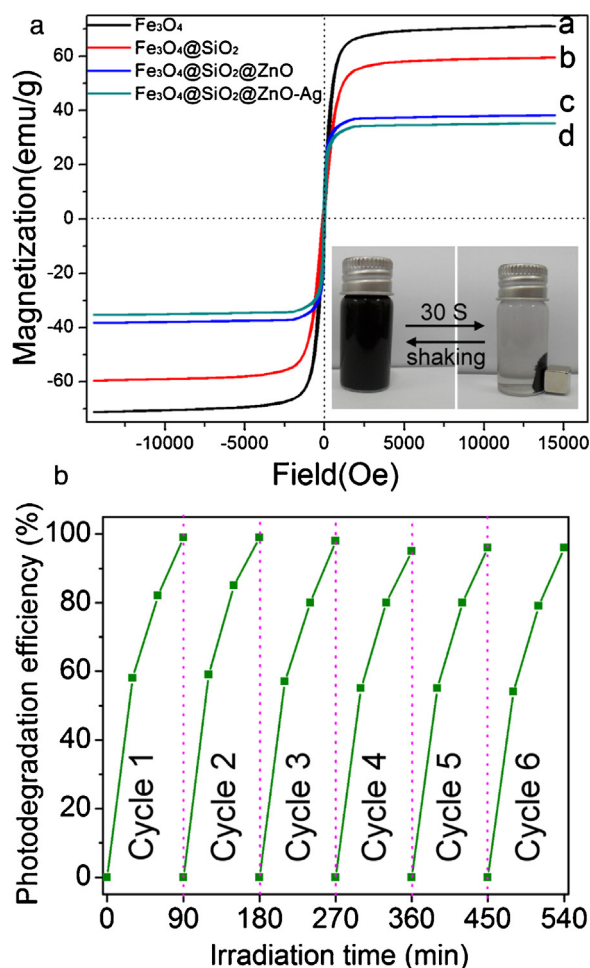 a
Fe₃O₄
Fe₃O₄@SiO₂
Fe₃O₄@SiO₂@ZnO
Fe₃O₄@SiO₂@ZnO-Ag
a
b
c
d
60
40
20
0
-20
-40
-60
Magnetization(emu/g)
30 S
shaking
-10000 -5000 0 5000 10000 15000
Field(Oe)
b
Photodegradation efficiency (%)
100
80
60
40
20
0
Cycle 1
Cycle 2
Cycle 3
Cycle 4
Cycle 5
Cycle 6
0 90 180 270 360 450 540
Irradiation time (min)